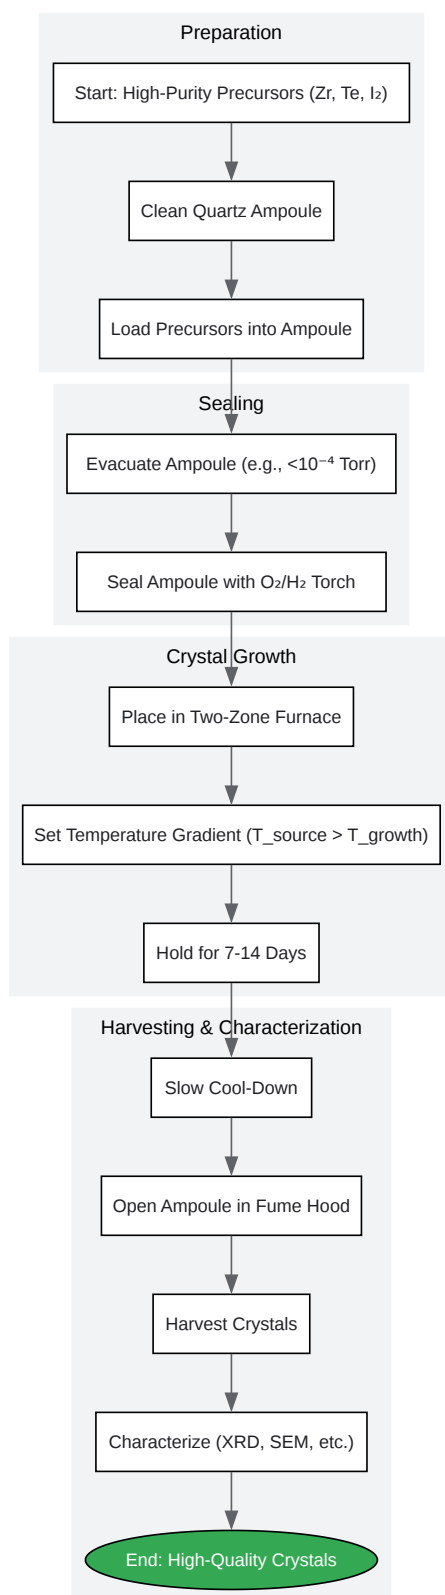 Preparation
Start: High-Purity Precursors (Zr, Te, I₂)
Clean Quartz Ampoule
Load Precursors into Ampoule
Sealing
Evacuate Ampoule (e.g., <10⁻⁴ Torr)
Seal Ampoule with O₂/H₂ Torch
Crystal Growth
Place in Two-Zone Furnace
Set Temperature Gradient (T_source > T_growth)
Hold for 7-14 Days
Harvesting & Characterization
Slow Cool-Down
Open Ampoule in Fume Hood
Harvest Crystals
Characterize (XRD, SEM, etc.)
End: High-Quality Crystals